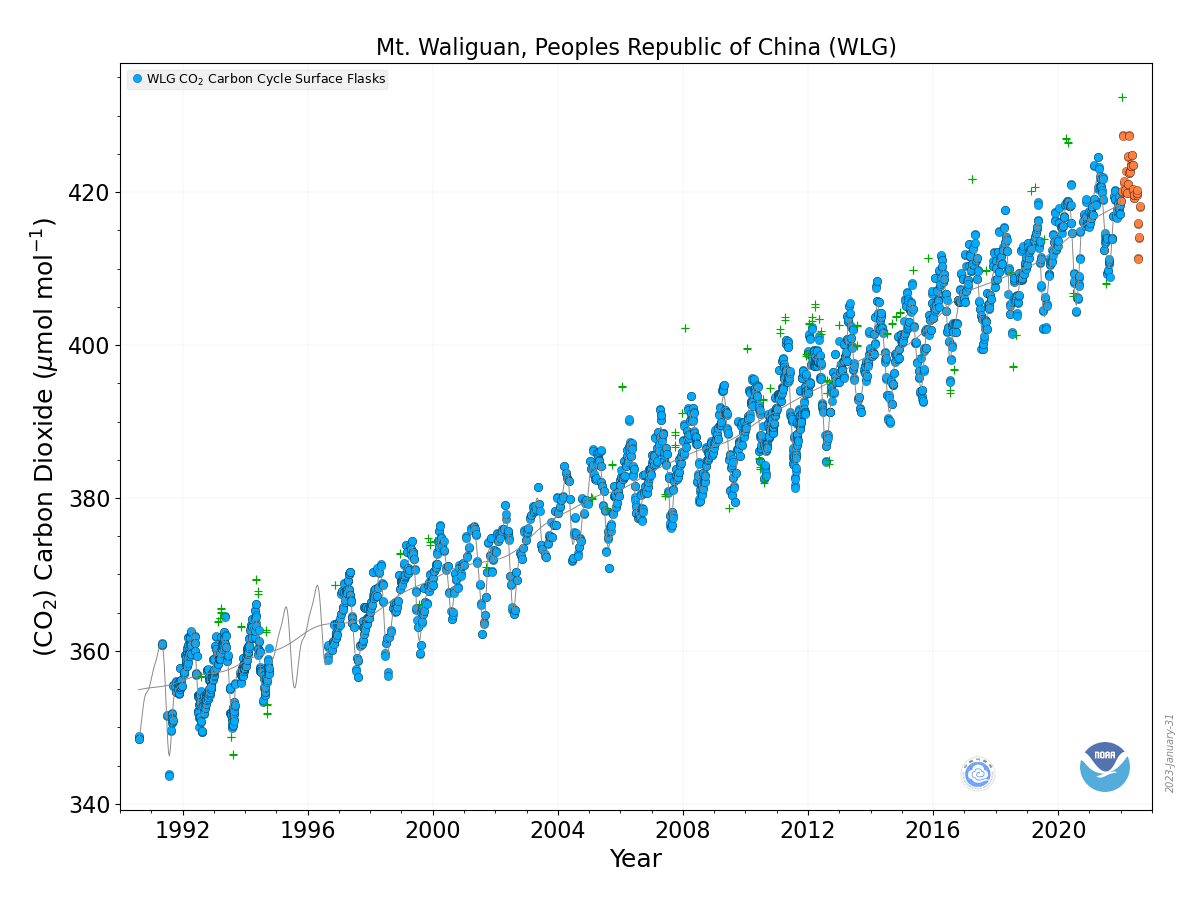 Mt. Waliguan, Peoples Republic of China (WLG)
WLG CO₂ Carbon Cycle Surface Flasks
(CO₂) Carbon Dioxide (μmol mol⁻¹)
420
400
380
360
340
1992 1996 2000 2004 2008 2012 2016 2020
Year
NOAA
2023-January-31